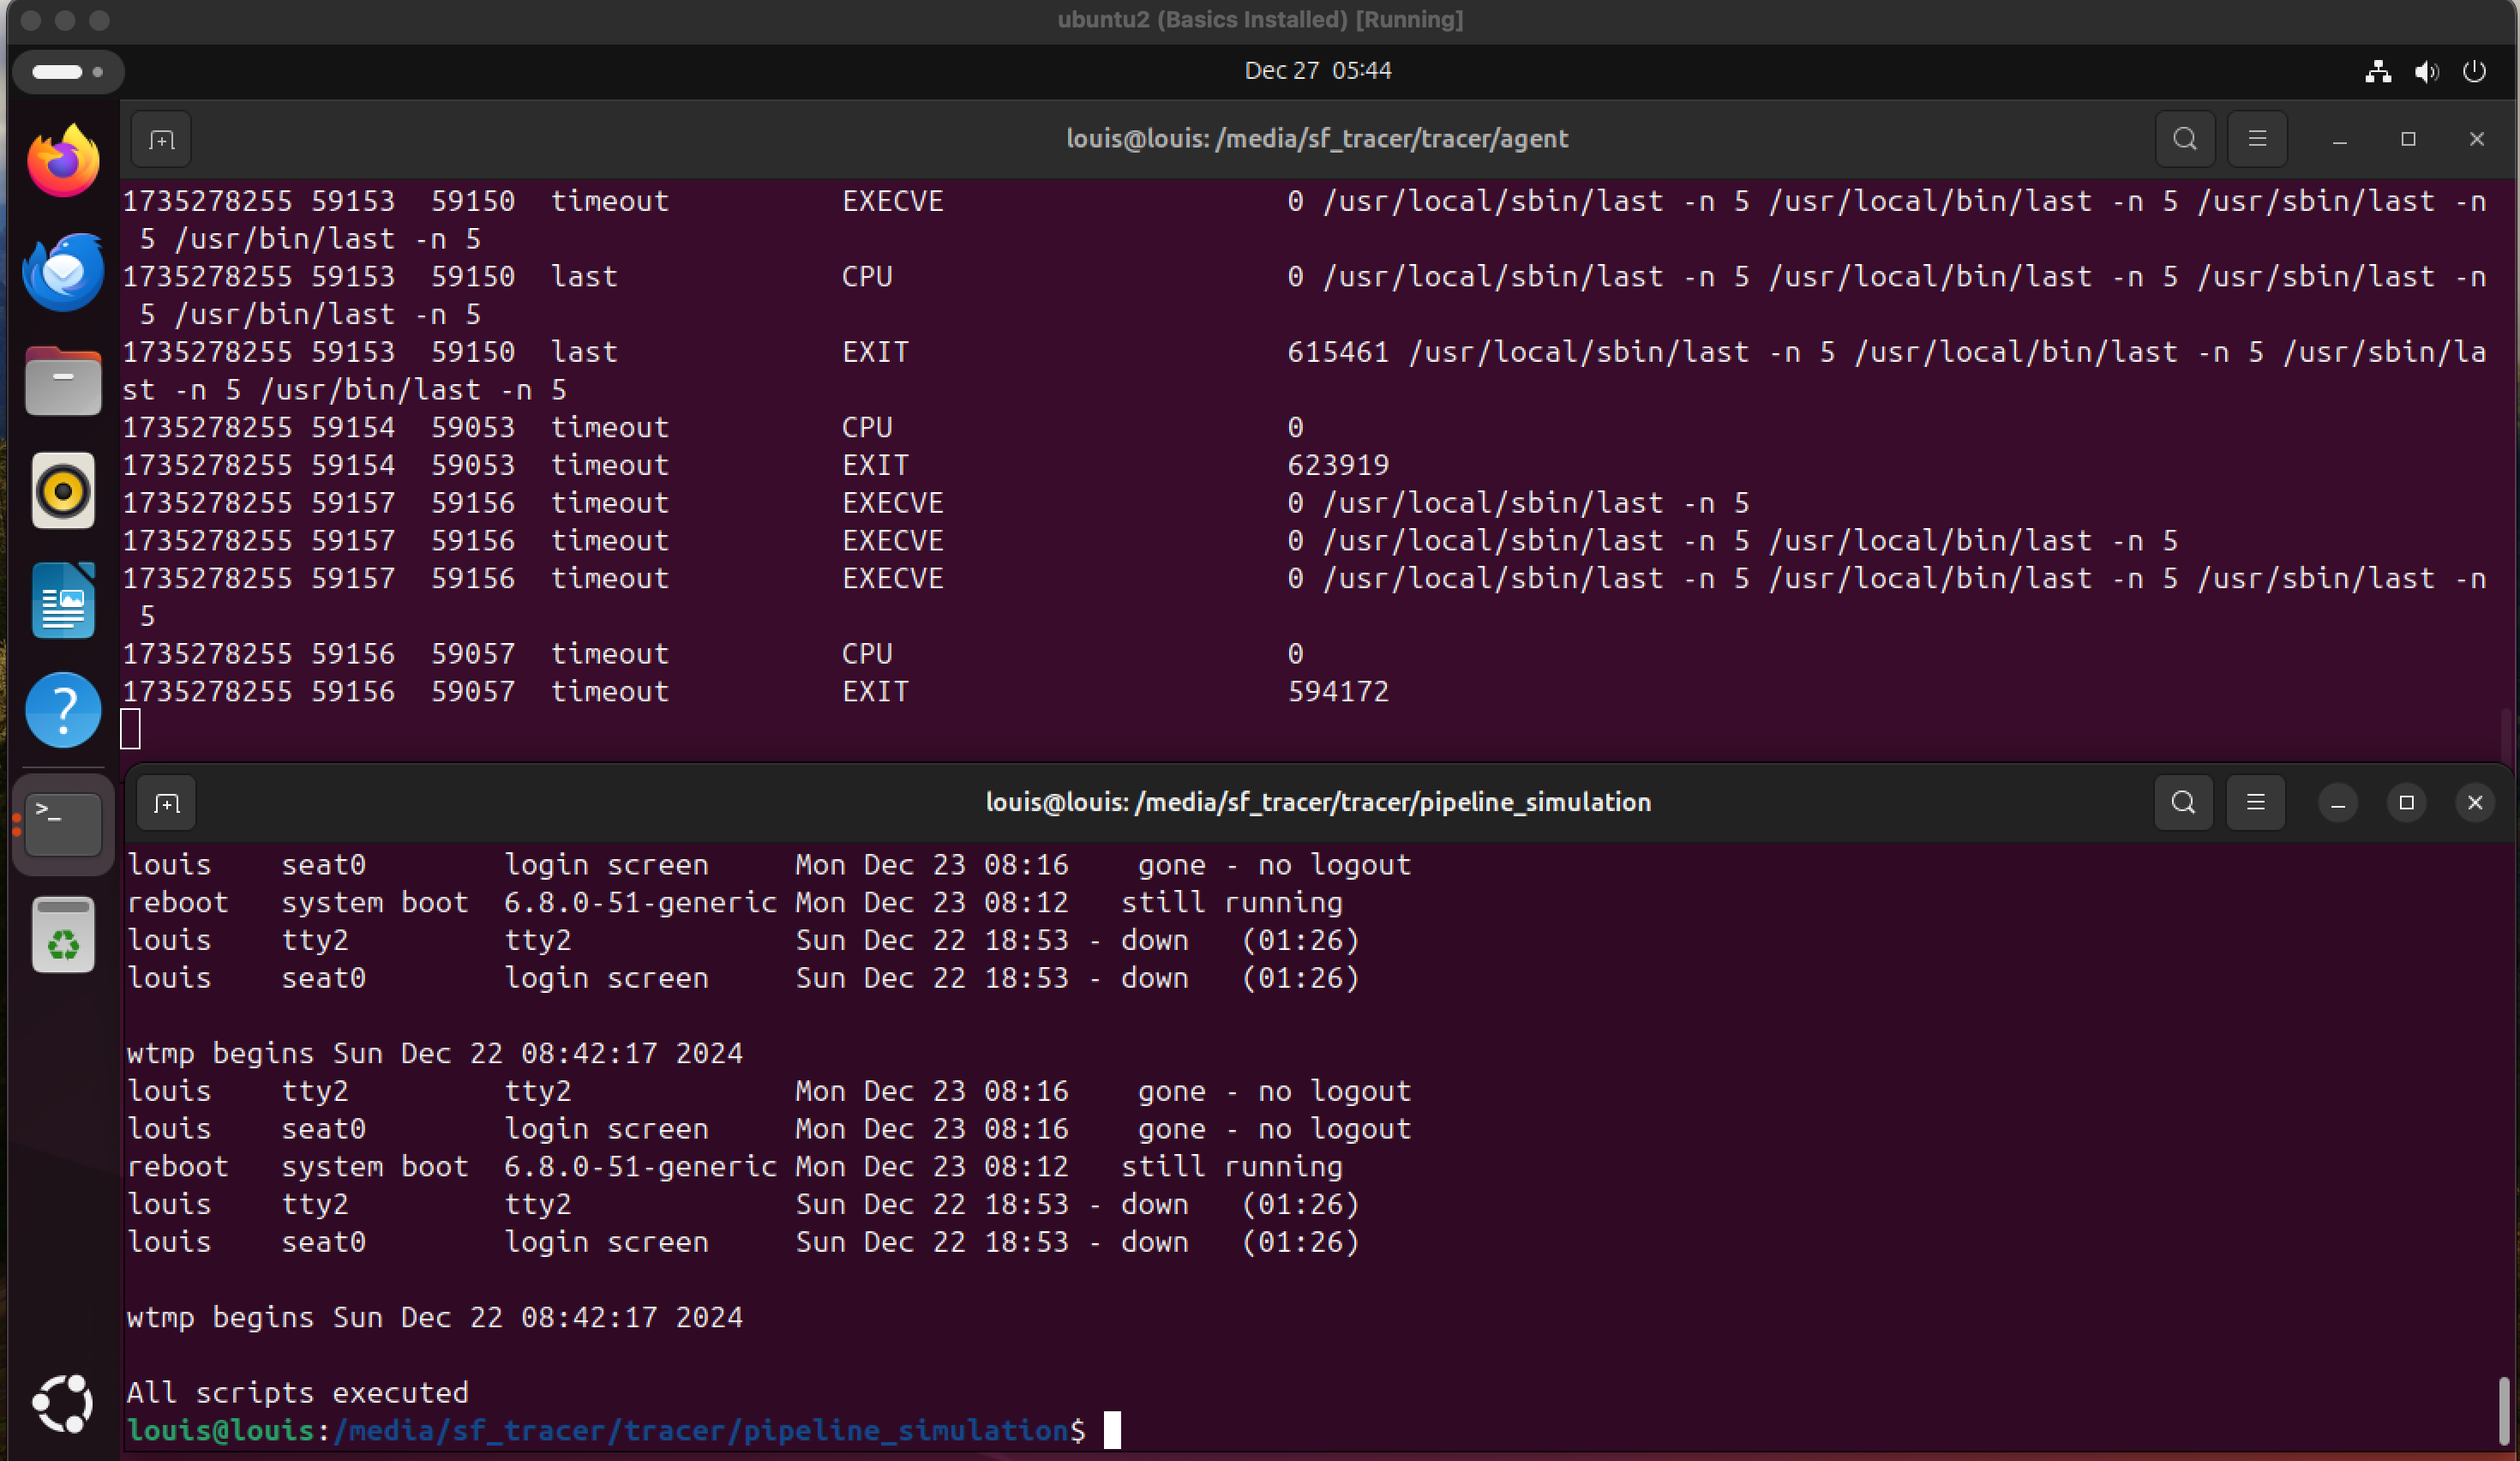 ubuntu2 (Basics Installed) [Running]
Dec 27 05:44
louis@louis: /media/sf_tracer/tracer/agent
1735278255 59153 59150 timeout EXECVE 0 /usr/local/sbin/last -n 5 /usr/local/bin/last -n 5 /usr/sbin/last -n
5 /usr/bin/last -n 5
1735278255 59153 59150 last CPU 0 /usr/local/sbin/last -n 5 /usr/local/bin/last -n 5 /usr/sbin/last -n
5 /usr/bin/last -n 5
1735278255 59153 59150 last EXIT 615461 /usr/local/sbin/last -n 5 /usr/local/bin/last -n 5 /usr/sbin/la
st -n 5 /usr/bin/last -n 5
1735278255 59154 59053 timeout CPU 0
1735278255 59154 59053 timeout EXIT 623919
1735278255 59157 59156 timeout EXECVE 0 /usr/local/sbin/last -n 5
1735278255 59157 59156 timeout EXECVE 0 /usr/local/sbin/last -n 5 /usr/local/bin/last -n 5
1735278255 59157 59156 timeout EXECVE 0 /usr/local/sbin/last -n 5 /usr/local/bin/last -n 5 /usr/sbin/last -n
5
1735278255 59156 59057 timeout CPU 0
1735278255 59156 59057 timeout EXIT 594172
louis@louis: /media/sf_tracer/tracer/pipeline_simulation
louis seat0 login screen Mon Dec 23 08:16 gone - no logout
reboot system boot 6.8.0-51-generic Mon Dec 23 08:12 still running
louis tty2 tty2 Sun Dec 22 18:53 - down (01:26)
louis seat0 login screen Sun Dec 22 18:53 - down (01:26)
wtmp begins Sun Dec 22 08:42:17 2024
louis tty2 tty2 Mon Dec 23 08:16 gone - no logout
louis seat0 login screen Mon Dec 23 08:16 gone - no logout
reboot system boot 6.8.0-51-generic Mon Dec 23 08:12 still running
louis tty2 tty2 Sun Dec 22 18:53 - down (01:26)
louis seat0 login screen Sun Dec 22 18:53 - down (01:26)
wtmp begins Sun Dec 22 08:42:17 2024
All scripts executed
louis@louis:/media/sf_tracer/tracer/pipeline_simulation$